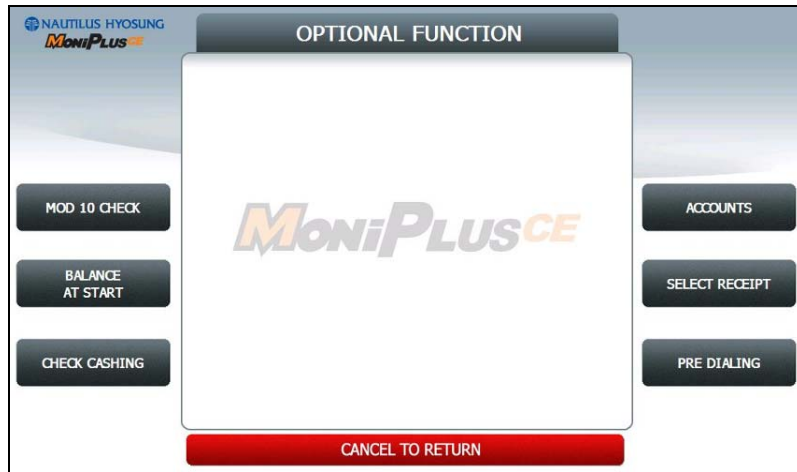 NAUTILUS HYOSUNG
MONiPLUSCE
OPTIONAL FUNCTION
MOD 10 CHECK
ACCOUNTS
MONiPLUSCE
BALANCE
AT START
SELECT RECEIPT
CHECK CASHING
PRE DIALING
CANCEL TO RETURN